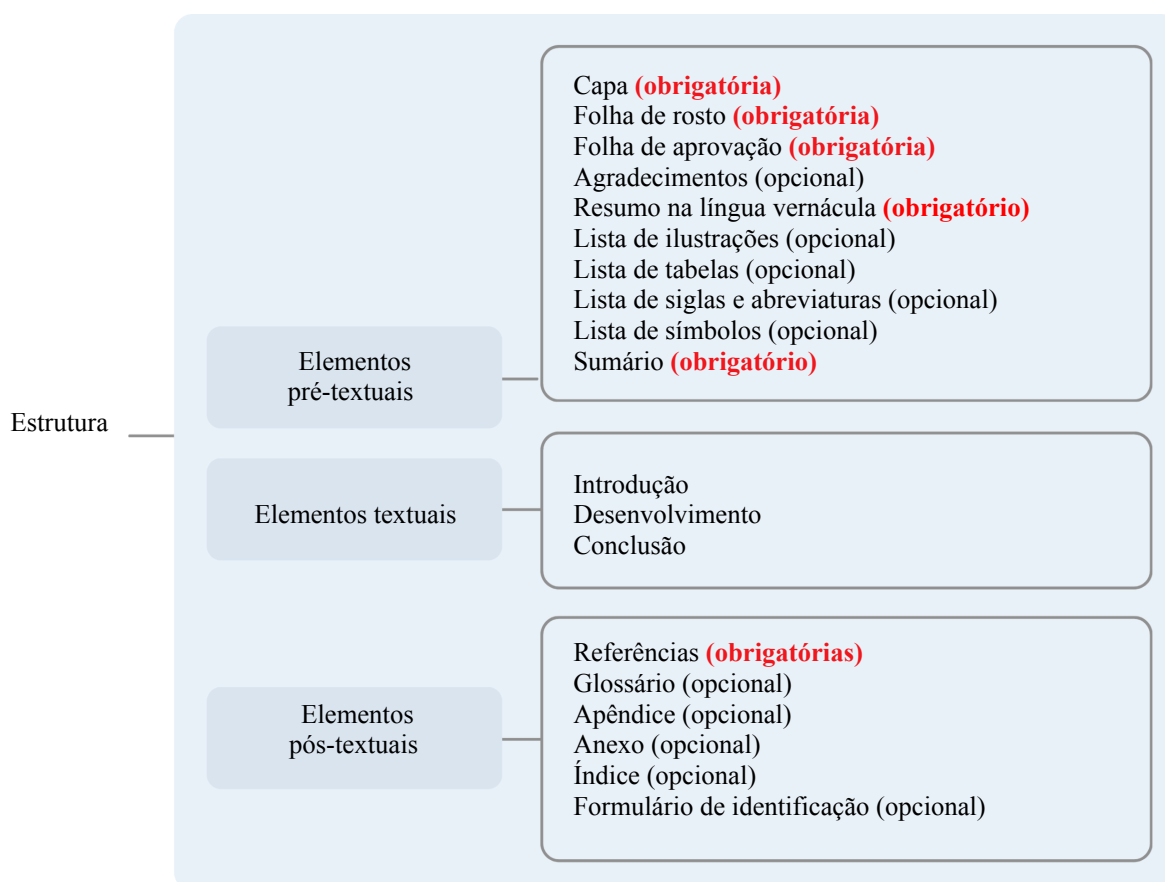 Estrutura
Elementos
pré-textuais
Capa (obrigatória)
Folha de rosto (obrigatória)
Folha de aprovação (obrigatória)
Agradecimentos (opcional)
Resumo na língua vernácula (obrigatório)
Lista de ilustrações (opcional)
Lista de tabelas (opcional)
Lista de siglas e abreviaturas (opcional)
Lista de símbolos (opcional)
Sumário (obrigatório)
Elementos textuais
Introdução
Desenvolvimento
Conclusão
Elementos
pós-textuais
Referências (obrigatórias)
Glossário (opcional)
Apêndice (opcional)
Anexo (opcional)
Índice (opcional)
Formulário de identificação (opcional)